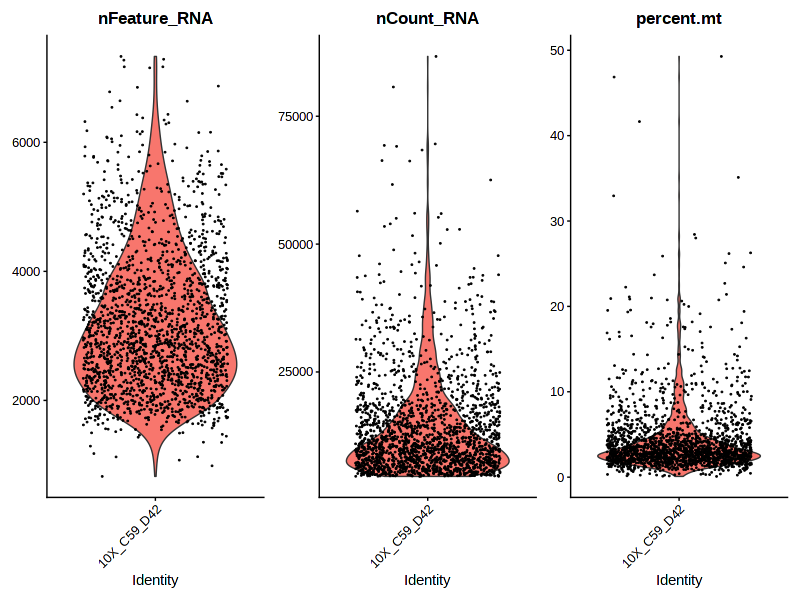 nFeature_RNA
6000
4000
2000
10X_C59_D42
Identity
nCount_RNA
75000
50000
25000
10X_C59_D42
Identity
percent.mt
50
40
30
20
10
0
10X_C59_D42
Identity